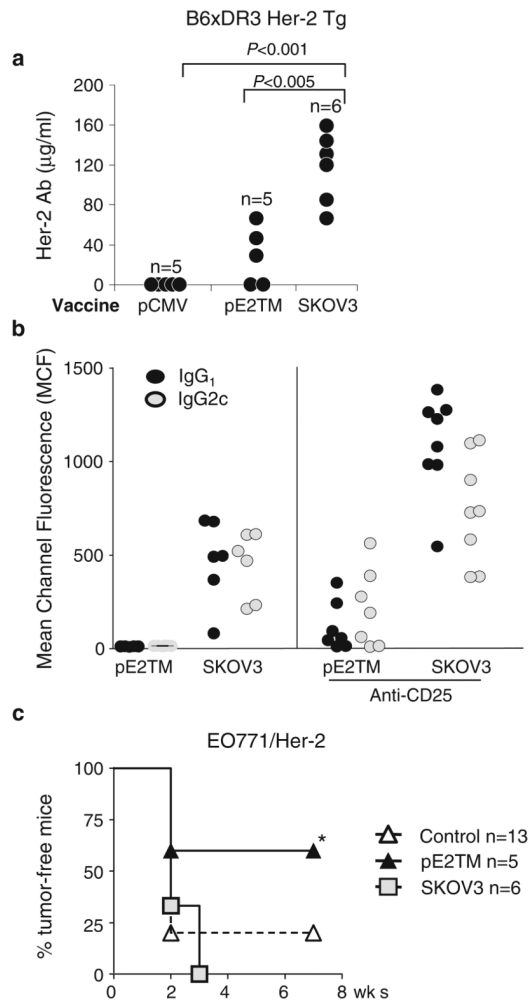 B6xDR3 Her-2 Tg
a
P<0.001
P<0.005
n=6
n=5
n=5
200
160
120
80
40
0
Her-2 Ab (µg/ml)
Vaccine pCMV pE2TM SKOV3
b
Mean Channel Fluorescence (MCF)
1500
1000
500
0
IgG₁
IgG2c
pE2TM SKOV3 pE2TM SKOV3
Anti-CD25
c
EO771/Her-2
% tumor-free mice
100
75
50
25
0
*
Control n=13
pE2TM n=5
SKOV3 n=6
0 2 4 6 8 wk s